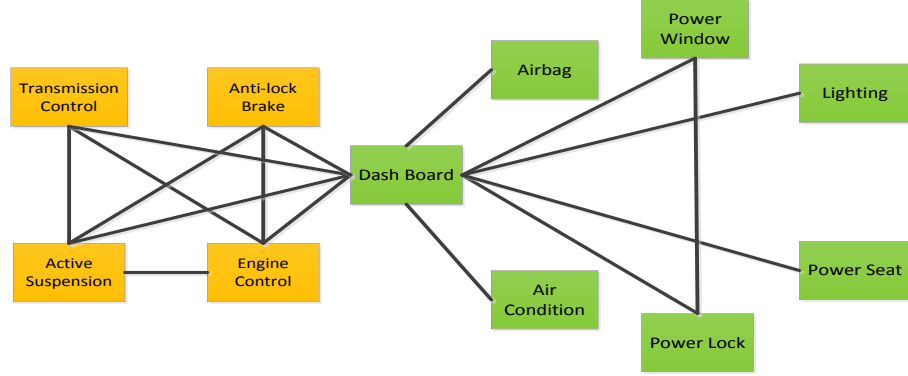 Transmission
Control
Anti-lock
Brake
Active
Suspension
Engine
Control
Dash Board
Airbag
Air
Condition
Power
Window
Power Lock
Lighting
Power Seat